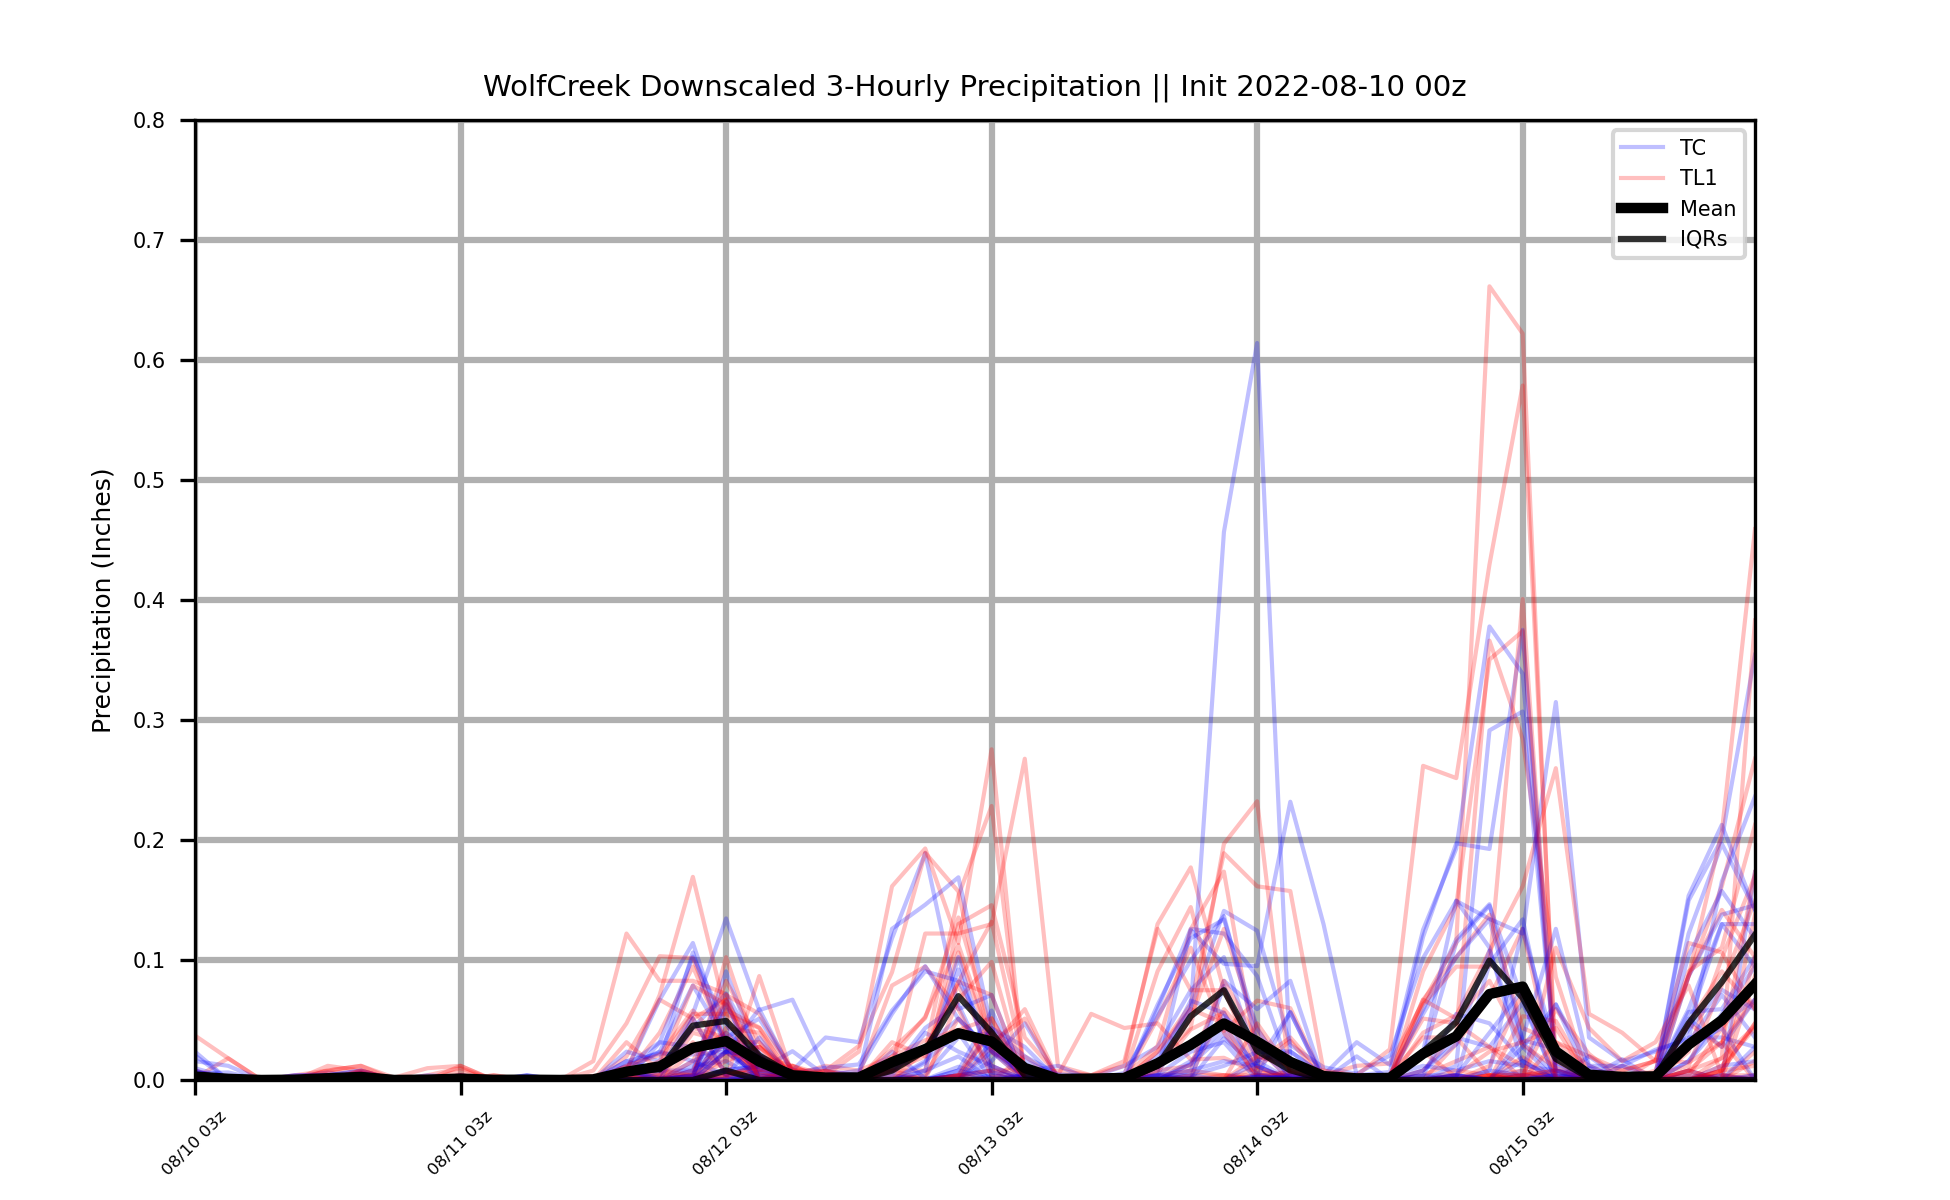 WolfCreek Downscaled 3-Hourly Precipitation || Init 2022-08-10 00z
Precipitation (Inches)
0.8
0.7
0.6
0.5
0.4
0.3
0.2
0.1
0.0
TC
TL1
Mean
IQRs
08/10 03z
08/11 03z
08/12 03z
08/13 03z
08/14 03z
08/15 03z